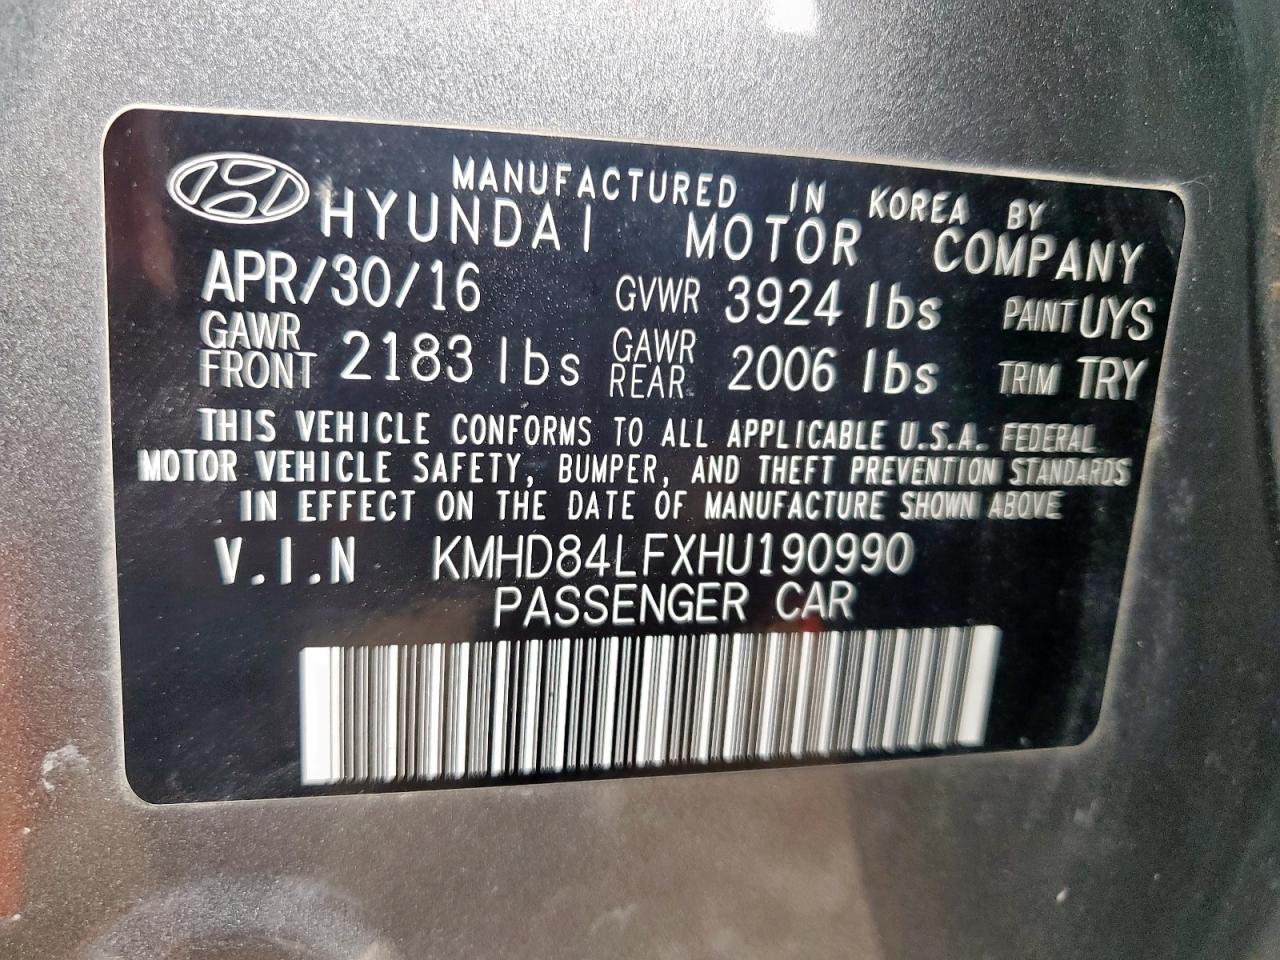 MANUFACTURED IN KOREA BY
HYUNDAI MOTOR COMPANY
APR/30/16 GVWR 3924 lbs PAINT UYS
GAWR FRONT 2183 lbs GAWR REAR 2006 lbs TRIM TRY
THIS VEHICLE CONFORMS TO ALL APPLICABLE U.S.A. FEDERAL
MOTOR VEHICLE SAFETY, BUMPER, AND THEFT PREVENTION STANDARDS
IN EFFECT ON THE DATE OF MANUFACTURE SHOWN ABOVE
V.I.N KMHD84LFXHU190990
PASSENGER CAR